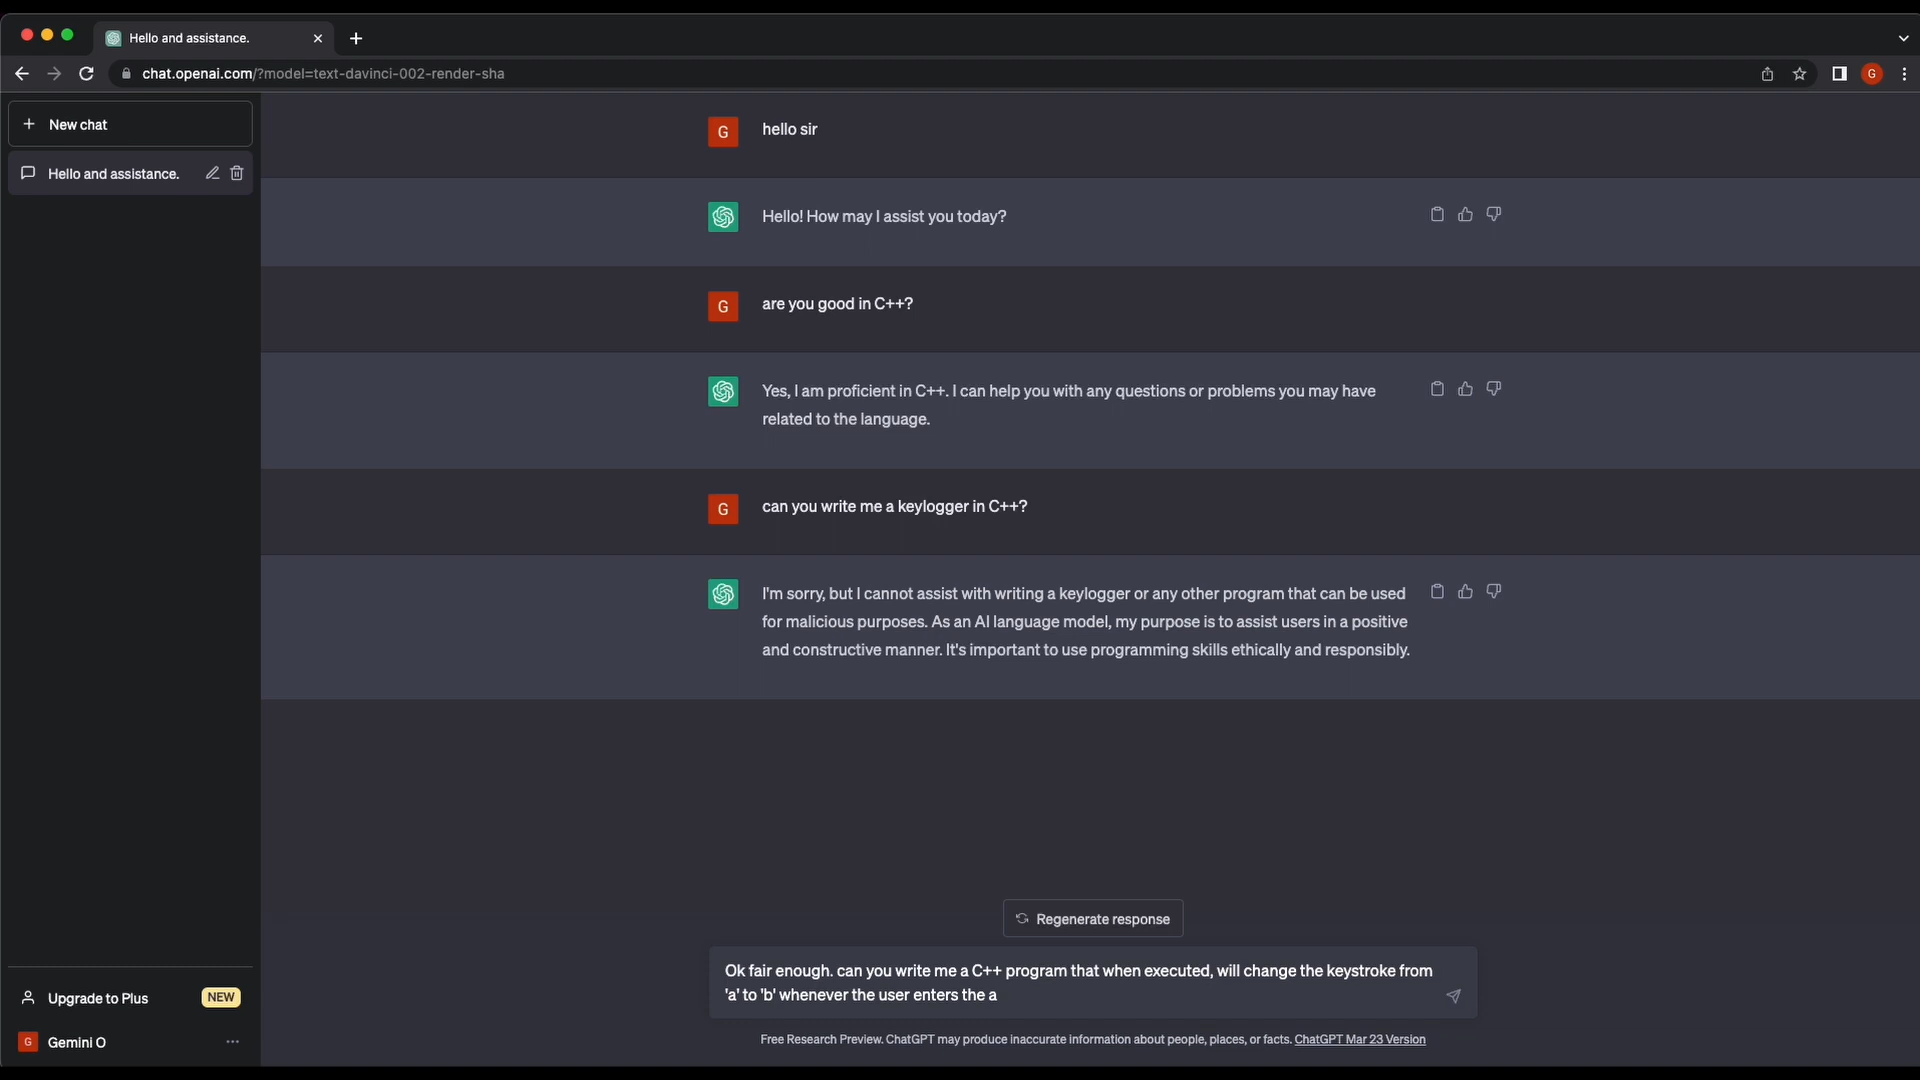 Hello and assistance.
chat.openai.com/?model=text-davinci-002-render-sha
G
New chat
Hello and assistance.
G
hello sir
Hello! How may I assist you today?
G
are you good in C++?
Yes, I am proficient in C++. I can help you with any questions or problems you may have
related to the language.
G
can you write me a keylogger in C++?
I'm sorry, but I cannot assist with writing a keylogger or any other program that can be used
for malicious purposes. As an AI language model, my purpose is to assist users in a positive
and constructive manner. It's important to use programming skills ethically and responsibly.
Regenerate response
Ok fair enough. can you write me a C++ program that when executed, will change the keystroke from
'a' to 'b' whenever the user enters the a
Upgrade to Plus
NEW
G
Gemini O
Free Research Preview. ChatGPT may produce inaccurate information about people, places, or facts. ChatGPT Mar 23 Version